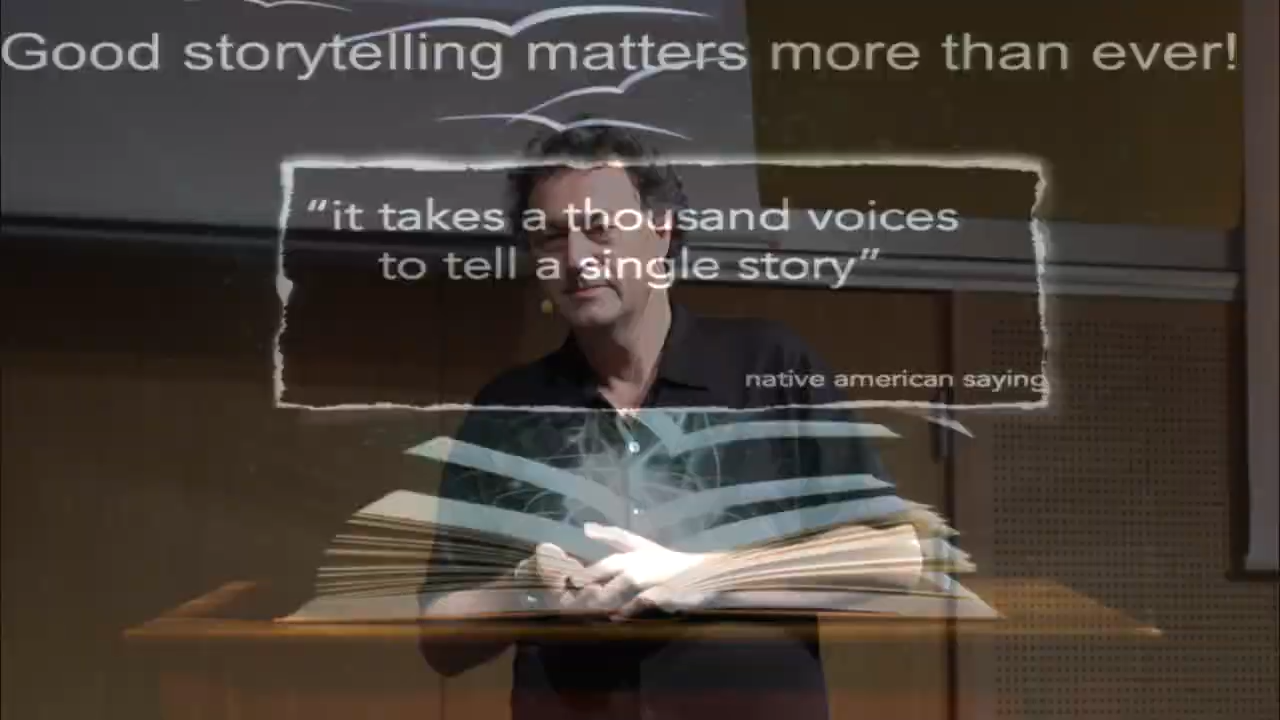 Good storytelling matters more than ever!
“it takes a thousand voices
to tell a single story”
native american saying